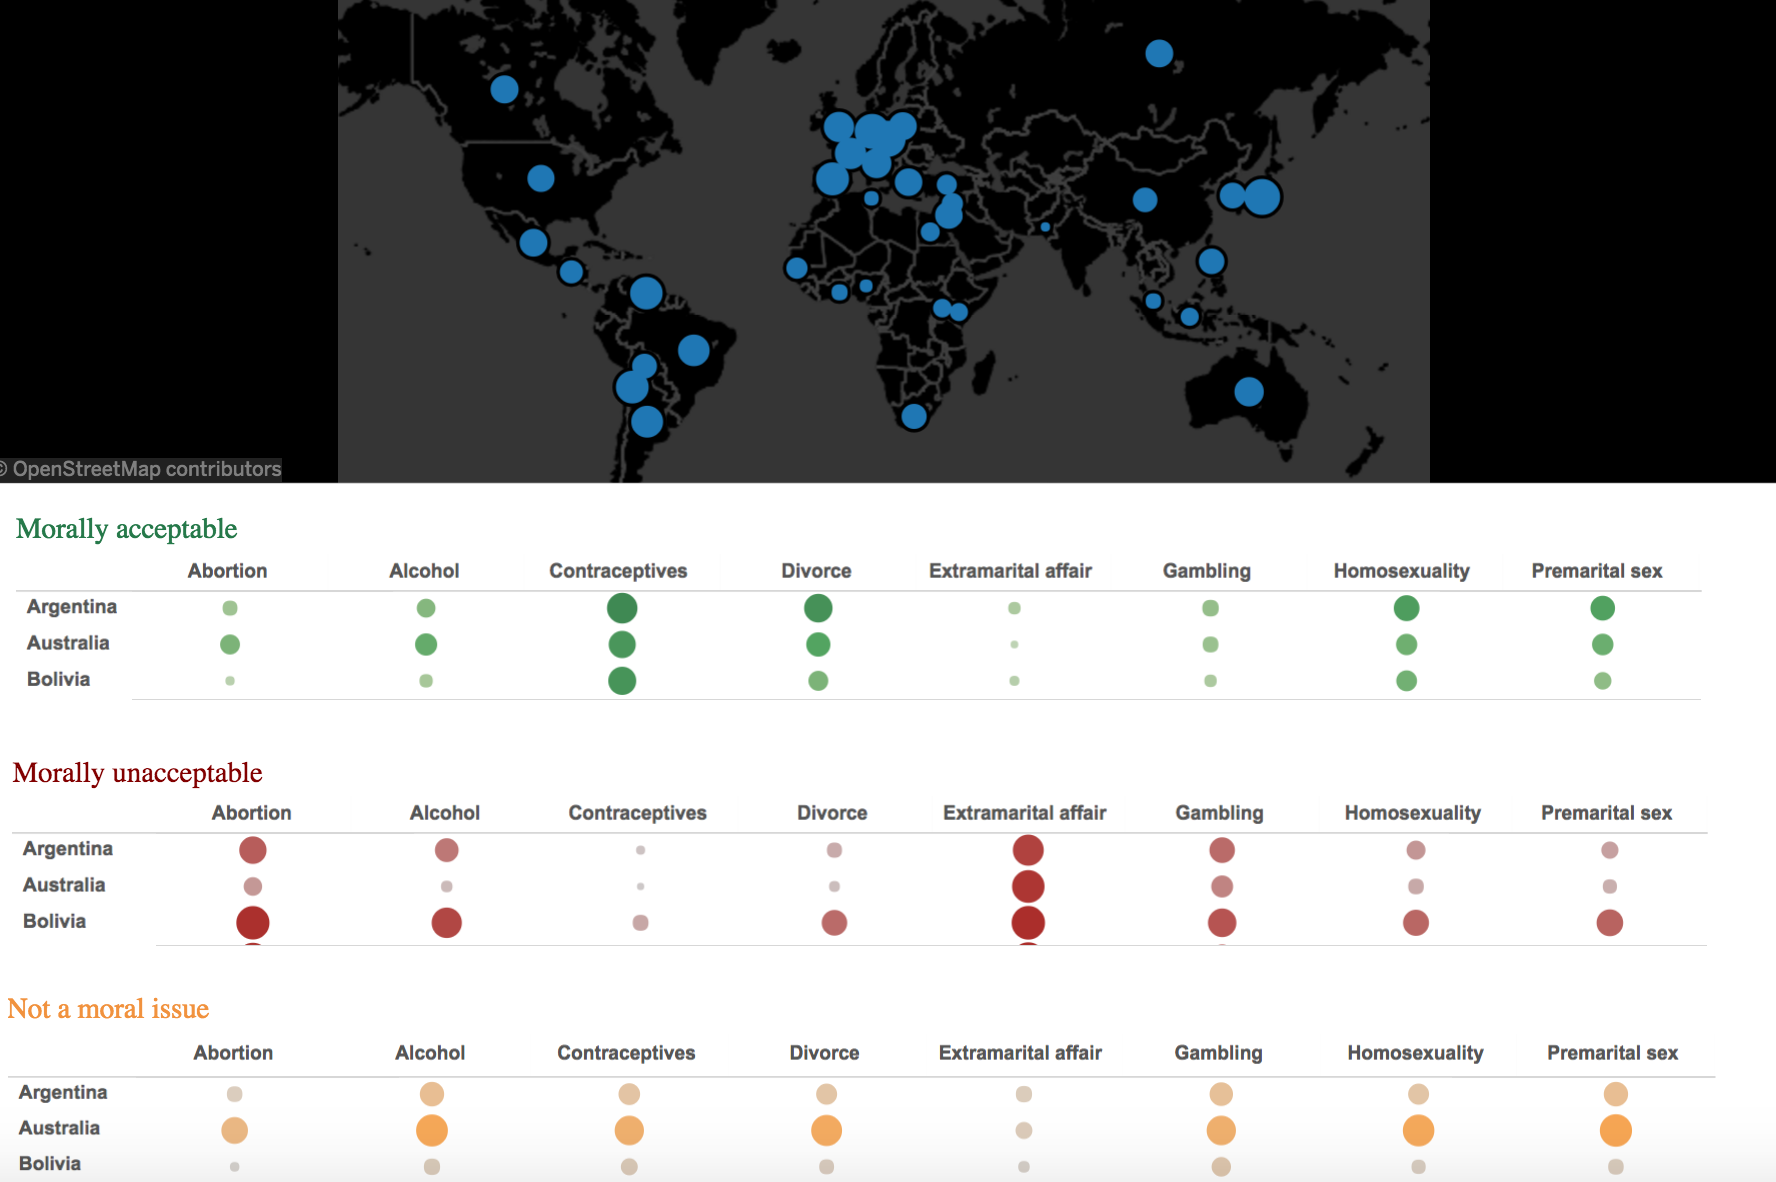 © OpenStreetMap contributors
Morally acceptable
Abortion Alcohol Contraceptives Divorce Extramarital affair Gambling Homosexuality Premarital sex
Argentina
Australia
Bolivia
Morally unacceptable
Abortion Alcohol Contraceptives Divorce Extramarital affair Gambling Homosexuality Premarital sex
Argentina
Australia
Bolivia
Not a moral issue
Abortion Alcohol Contraceptives Divorce Extramarital affair Gambling Homosexuality Premarital sex
Argentina
Australia
Bolivia